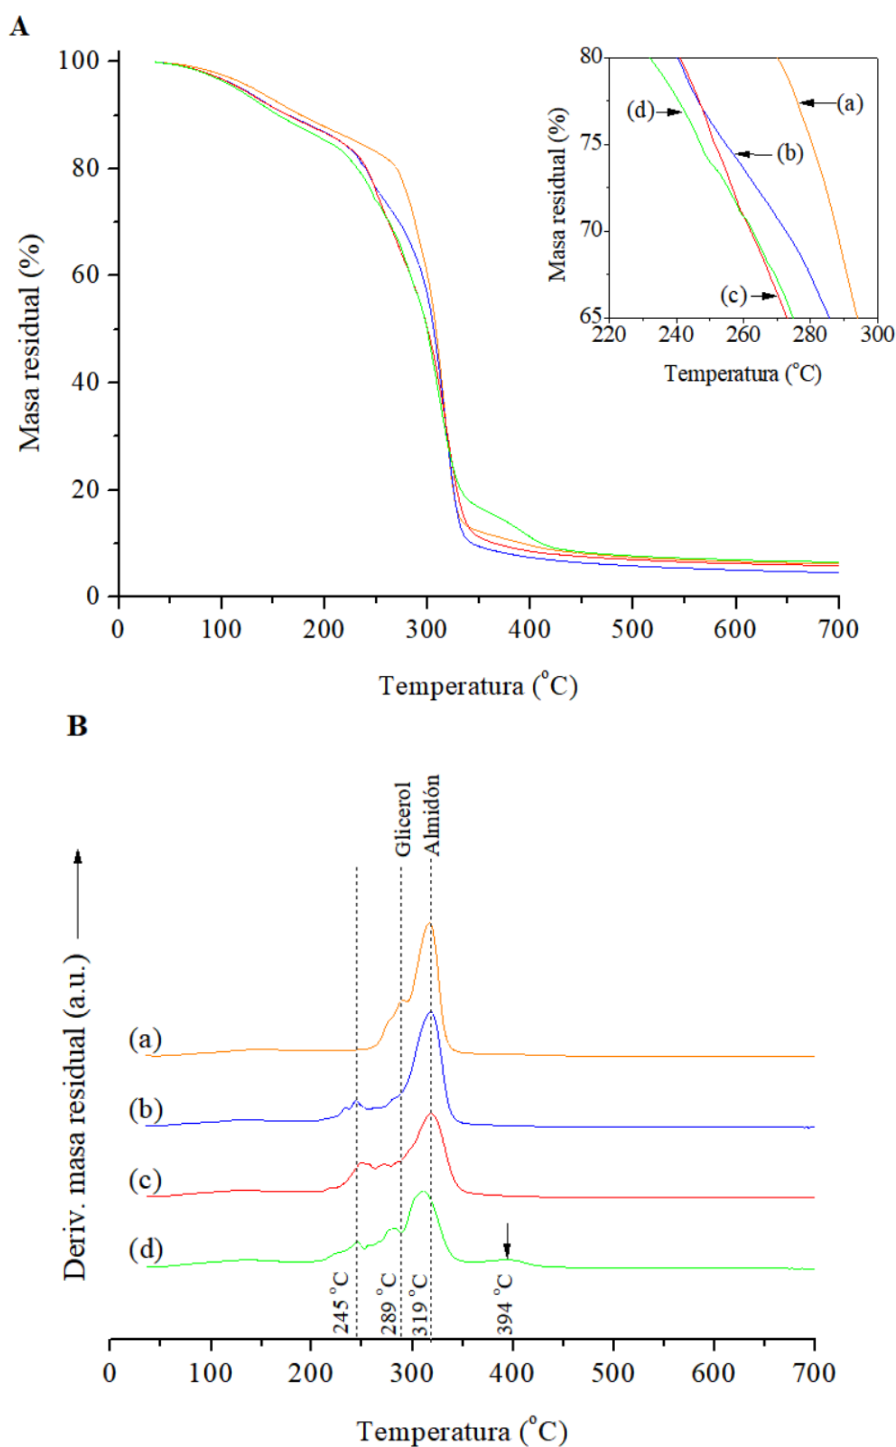 A
100
80
60
40
20
0
Masa residual (%)
0 100 200 300 400 500 600 700
Temperatura (°C)
80
75
70
65
Masa residual (%)
(a)
(d)
(b)
(c)
220 240 260 280 300
Temperatura (°C)
B
Glicerol
Almidón
Deriv. masa residual (a.u.)
(a)
(b)
(c)
(d)
245 °C
289 °C
319 °C
394 °C
0 100 200 300 400 500 600 700
Temperatura (°C)